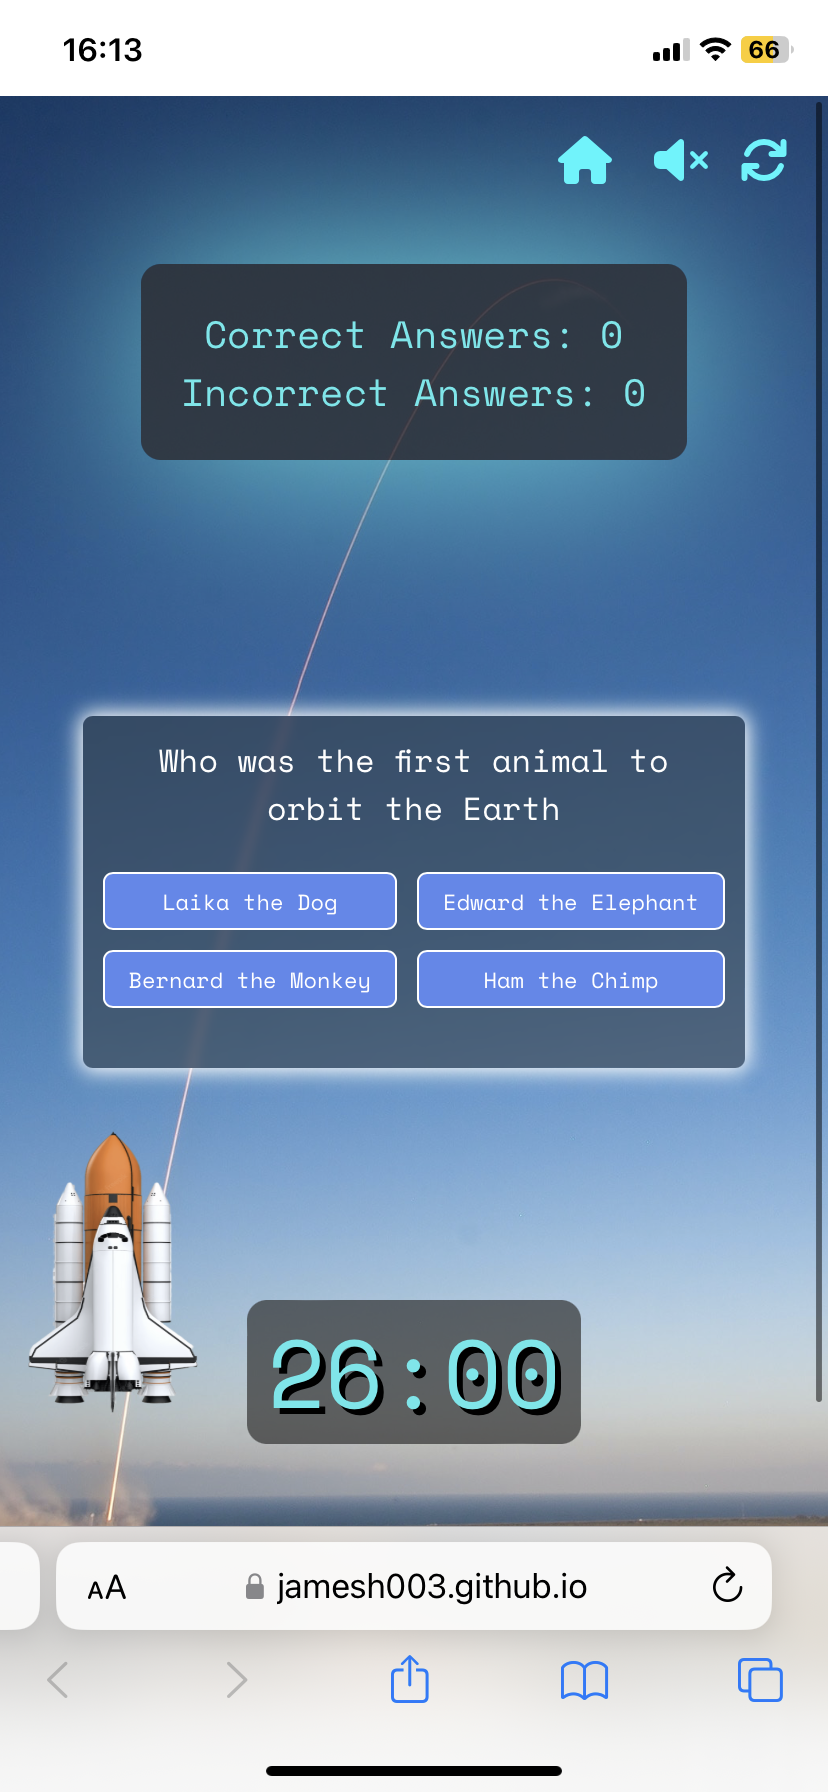 16:13
66
Correct Answers: 0
Incorrect Answers: 0
Who was the first animal to
orbit the Earth
Laika the Dog
Edward the Elephant
Bernard the Monkey
Ham the Chimp
26:00
AA
jamesh003.github.io